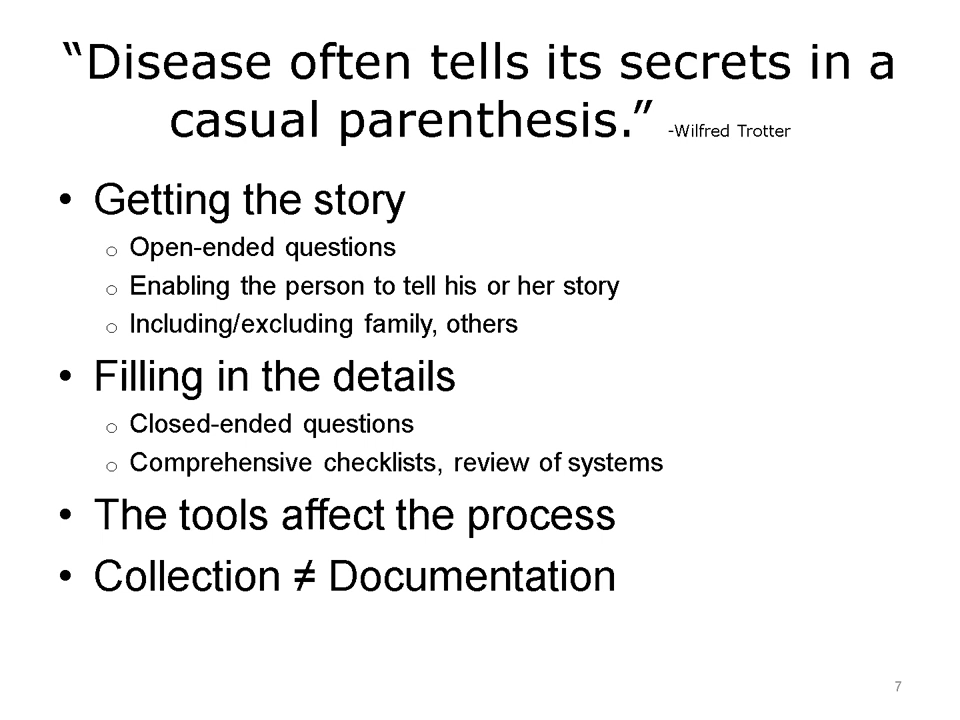 “Disease often tells its secrets in a
casual parenthesis.” -Wilfred Trotter
• Getting the story
o Open-ended questions
o Enabling the person to tell his or her story
o Including/excluding family, others
• Filling in the details
o Closed-ended questions
o Comprehensive checklists, review of systems
• The tools affect the process
• Collection ≠ Documentation
7